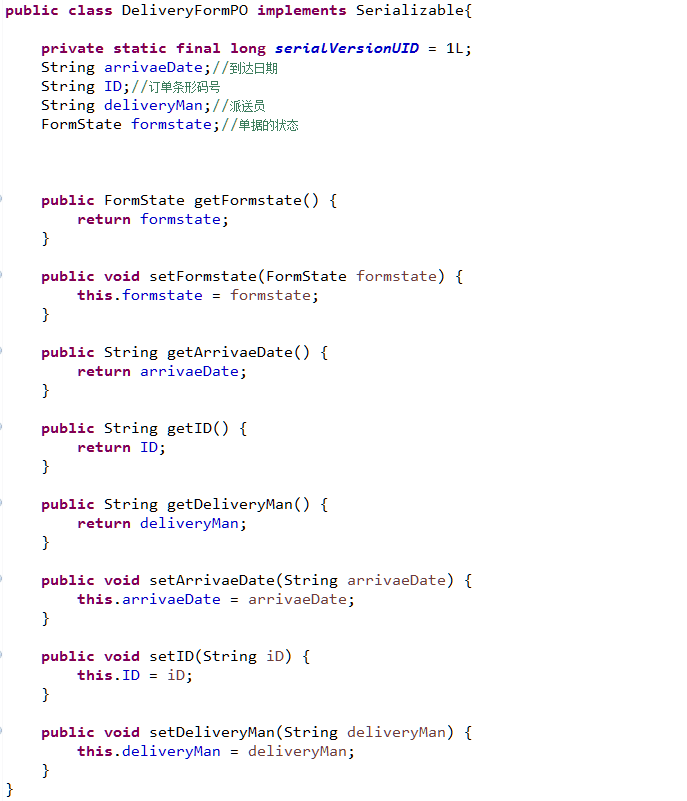 public class DeliveryFormPO implements Serializable{
private static final long serialVersionUID = 1L;
String arrivaeDate;//到达日期
String ID;//订单条形码号
String deliveryMan;//派送员
FormState formstate;//单据的状态
public FormState getFormstate() {
return formstate;
}
public void setFormstate(FormState formstate) {
this.formstate = formstate;
}
public String getArrivaeDate() {
return arrivaeDate;
}
public String getID() {
return ID;
}
public String getDeliveryMan() {
return deliveryMan;
}
public void setArrivaeDate(String arrivaeDate) {
this.arrivaeDate = arrivaeDate;
}
public void setID(String iD) {
this.ID = iD;
}
public void setDeliveryMan(String deliveryMan) {
this.deliveryMan = deliveryMan;
}
}